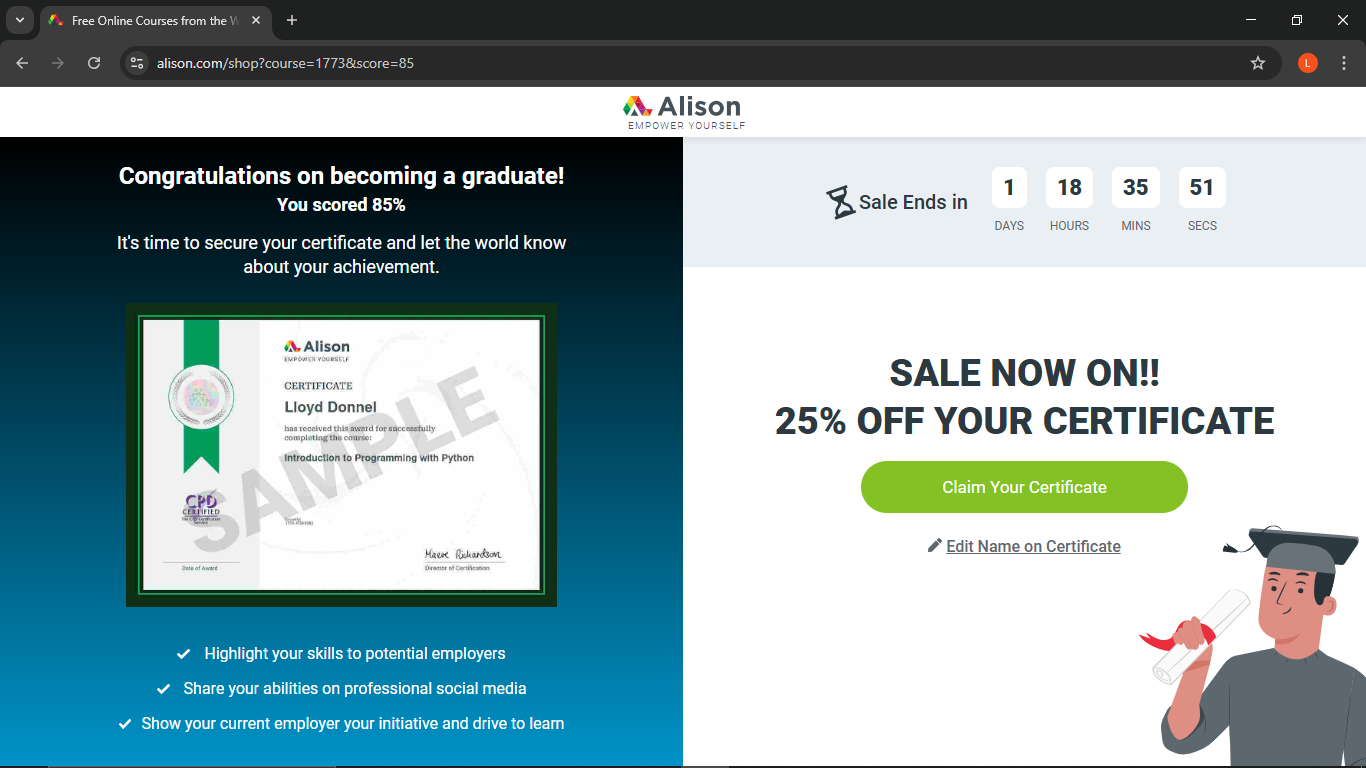 Free Online Courses from the W
alison.com/shop?course=1773&score=85
L
Alison
EMPOWER YOURSELF
Congratulations on becoming a graduate!
You scored 85%
It's time to secure your certificate and let the world know
about your achievement.
Alison
EMPOWER YOURSELF
CERTIFICATE
Lloyd Donnel
has received this award for successfully
completing the course:
Introduction to Programming with Python
SAMPLE
CPD
CERTIFIED
Date of Award
Maeve Richardson
Director of Certification
Highlight your skills to potential employers
Share your abilities on professional social media
Show your current employer your initiative and drive to learn
Sale Ends in
1 18 35 51
DAYS HOURS MINS SECS
SALE NOW ON!!
25% OFF YOUR CERTIFICATE
Claim Your Certificate
Edit Name on Certificate